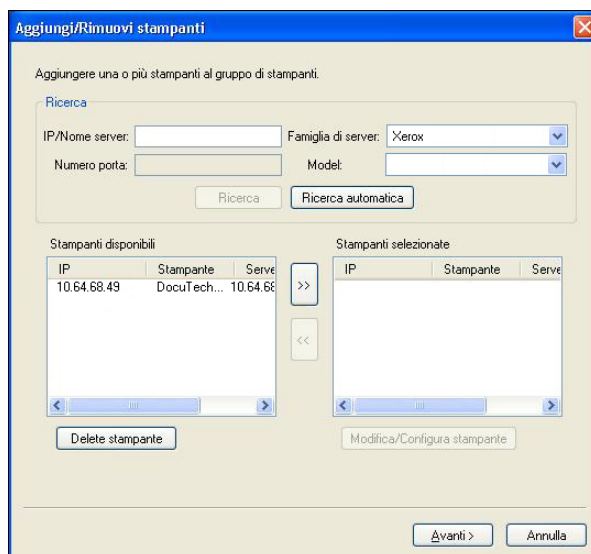 Aggiungi/Rimuovi stampanti
Aggiungere una o più stampanti al gruppo di stampanti.
Ricerca
IP/Nome server: Famiglia di server: Xerox
Numero porta: Model:
Ricerca Ricerca automatica
Stampanti disponibili Stampanti selezionate
IP Stampante Serve IP Stampante Serve
10.64.68.49 DocuTech... 10.64.68
>>
<<
Delete stampante Modifica/Configura stampante
Avanti > Annulla